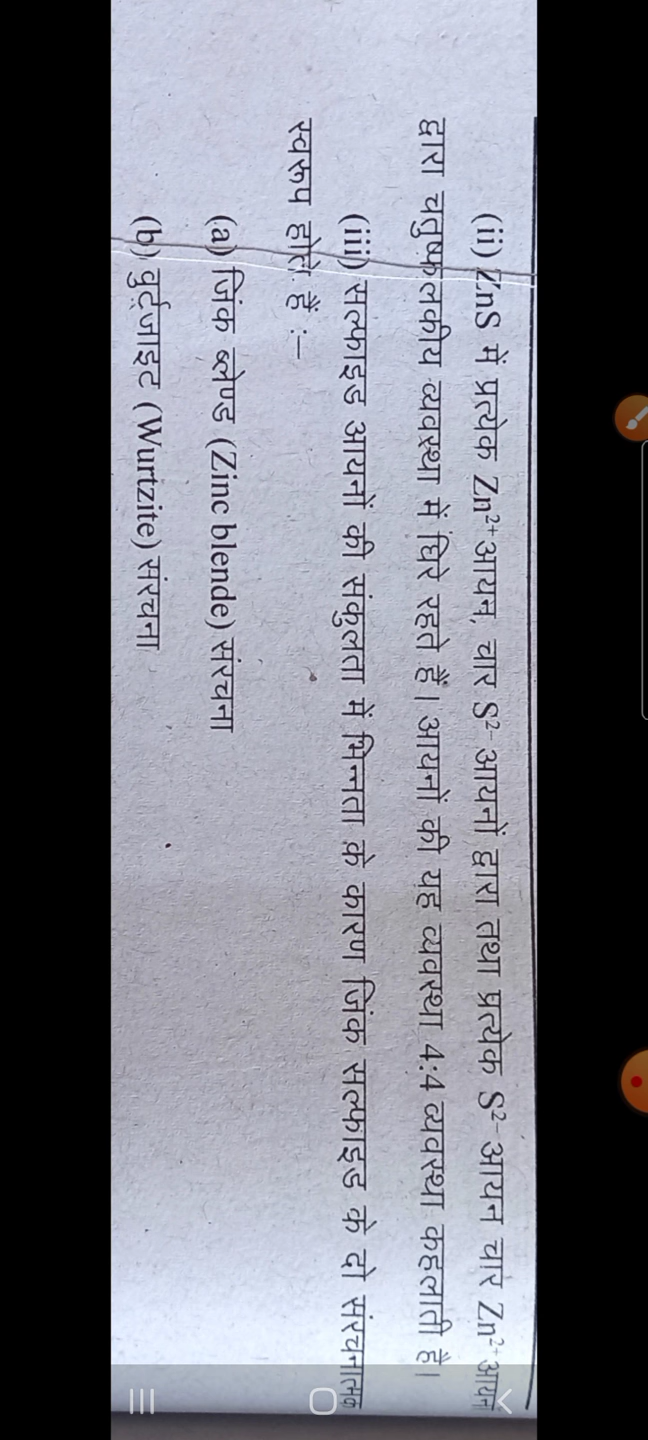 (ii) ZnS में प्रत्येक Zn²⁺ आयन, चार S²⁻ आयनों द्वारा तथा प्रत्येक S²⁻ आयन चार Zn²⁺ आयनों
द्वारा चतुष्फलकीय व्यवस्था में घिरे रहते हैं। आयनों की यह व्यवस्था 4:4 व्यवस्था कहलाती है।
(iii) सल्फाइड आयनों की संकुलता में भिन्नता के कारण जिंक सल्फाइड के दो संरचनात्मक
स्वरूप होते हैं :–
(a) जिंक ब्लेण्ड (Zinc blende) संरचना
(b) वुर्टजाइट (Wurtzite) संरचना